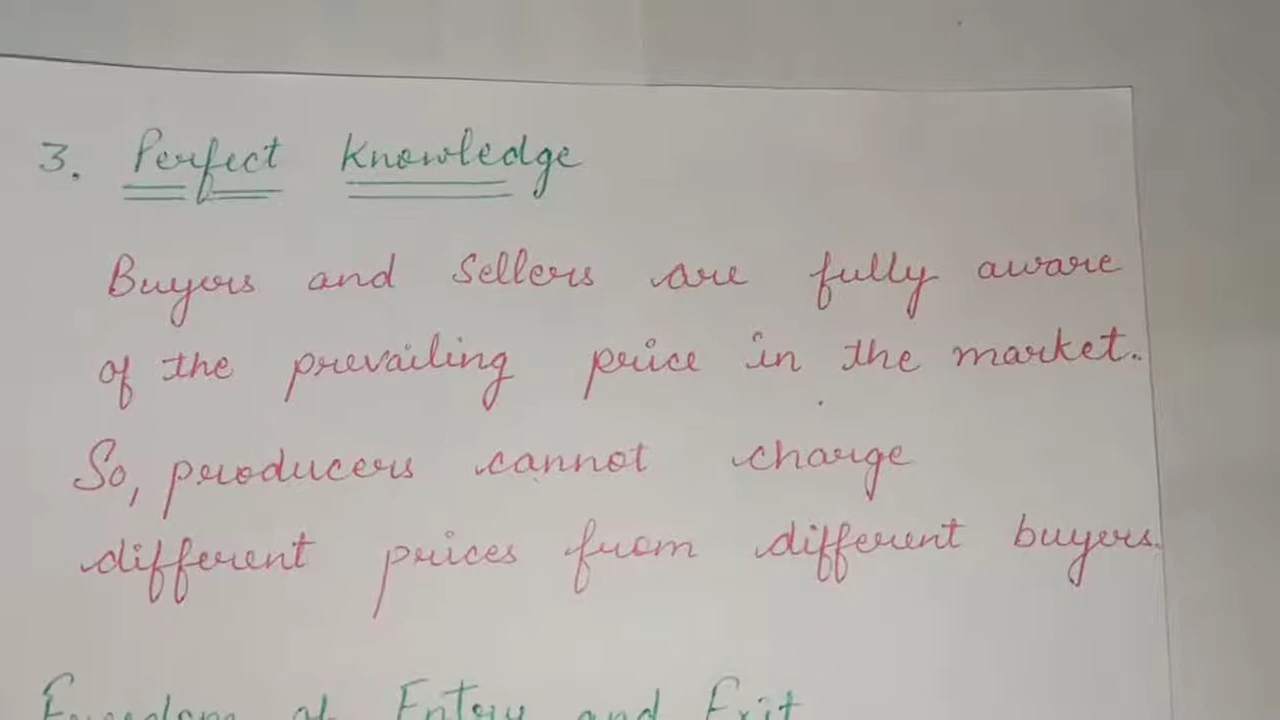 3. Perfect Knowledge
Buyers and Sellers are fully aware
of the prevailing price in the market.
So, producers cannot charge
different prices from different buyers.
Freedom of Entry and Exit